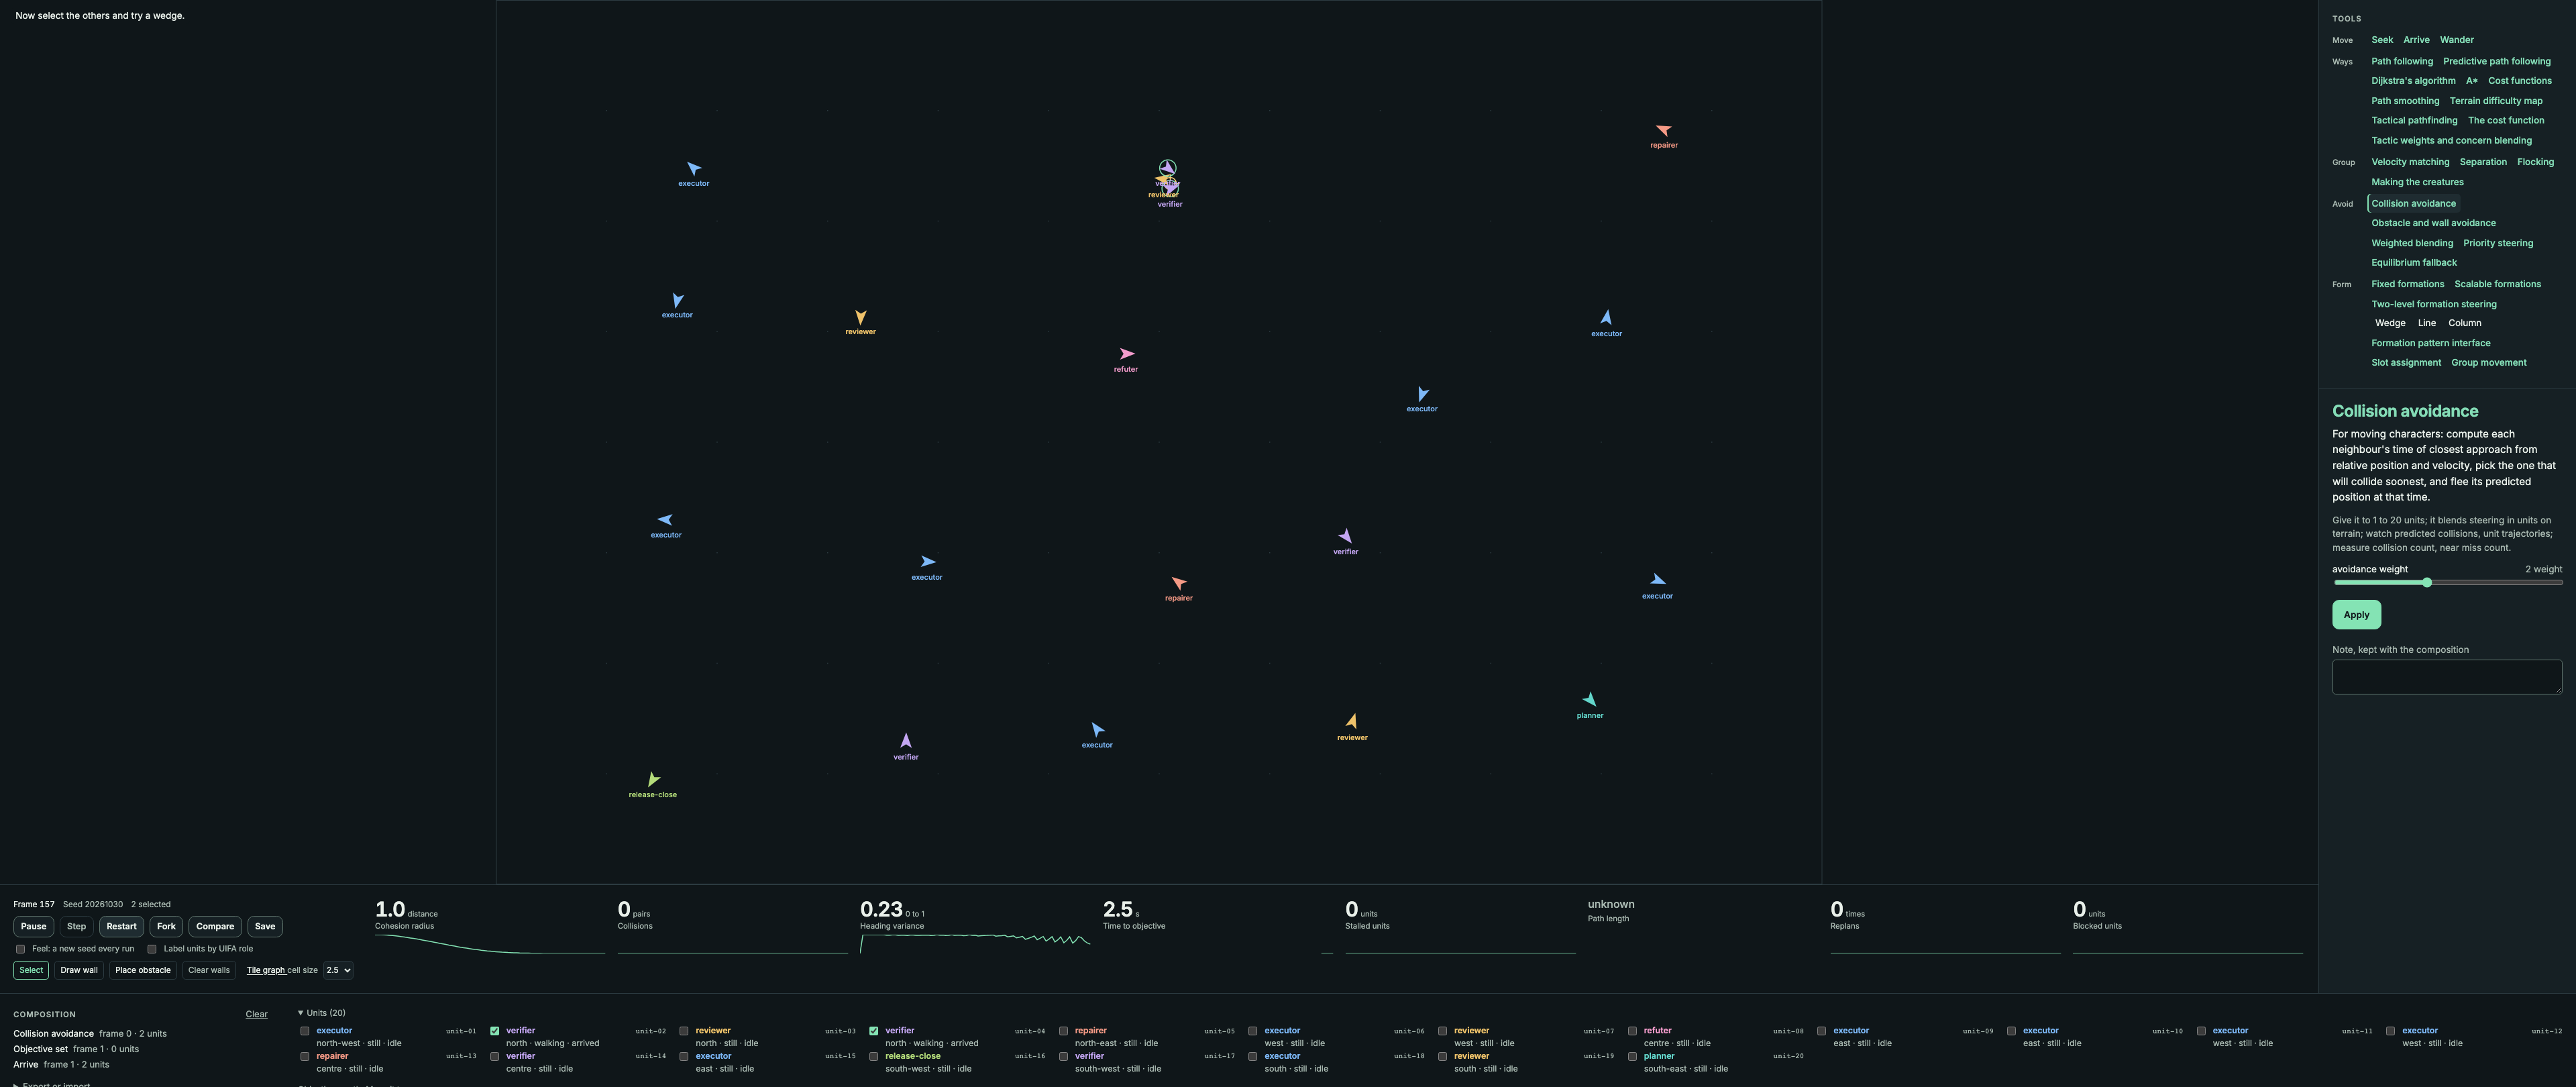 Now select the others and try a wedge.
executor
verifier
reviewer
verifier
repairer
executor
reviewer
executor
refuter
executor
executor
executor
verifier
repairer
executor
planner
reviewer
executor
verifier
release-close
TOOLS
Move Seek Arrive Wander
Ways Path following Predictive path following
Dijkstra's algorithm A* Cost functions
Path smoothing Terrain difficulty map
Tactical pathfinding The cost function
Tactic weights and concern blending
Group Velocity matching Separation Flocking
Making the creatures
Avoid Collision avoidance
Obstacle and wall avoidance
Weighted blending Priority steering
Equilibrium fallback
Form Fixed formations Scalable formations
Two-level formation steering
Wedge Line Column
Formation pattern interface
Slot assignment Group movement
Collision avoidance
For moving characters: compute each
neighbour's time of closest approach from
relative position and velocity, pick the one that
will collide soonest, and flee its predicted
position at that time.
Give it to 1 to 20 units; it blends steering in units on
terrain; watch predicted collisions, unit trajectories;
measure collision count, near miss count.
avoidance weight 2 weight
Apply
Note, kept with the composition
Frame 157 Seed 20261030 2 selected
Pause Step Restart Fork Compare Save
Feel: a new seed every run Label units by UIFA role
Select Draw wall Place obstacle Clear walls Tile graph cell size 2.5
1.0 distance
Cohesion radius
0 pairs
Collisions
0.23 0 to 1
Heading variance
2.5 s
Time to objective
0 units
Stalled units
unknown
Path length
0 times
Replans
0 units
Blocked units
COMPOSITION Clear
Collision avoidance frame 0 · 2 units
Objective set frame 1 · 0 units
Arrive frame 1 · 2 units
Export or import
Units (20)
executor unit-01 verifier unit-02 reviewer unit-03 verifier unit-04 repairer unit-05 executor unit-06 reviewer unit-07 refuter unit-08 executor unit-09 executor unit-10 executor unit-11 executor unit-12
north-west · still · idle north · walking · arrived north · still · idle north · walking · arrived north-east · still · idle west · still · idle west · still · idle centre · still · idle east · still · idle east · still · idle west · still · idle west · still · idle
repairer unit-13 verifier unit-14 executor unit-15 release-close unit-16 verifier unit-17 executor unit-18 reviewer unit-19 planner unit-20
centre · still · idle centre · still · idle east · still · idle south-west · still · idle south-west · still · idle south · still · idle south · still · idle south-east · still · idle